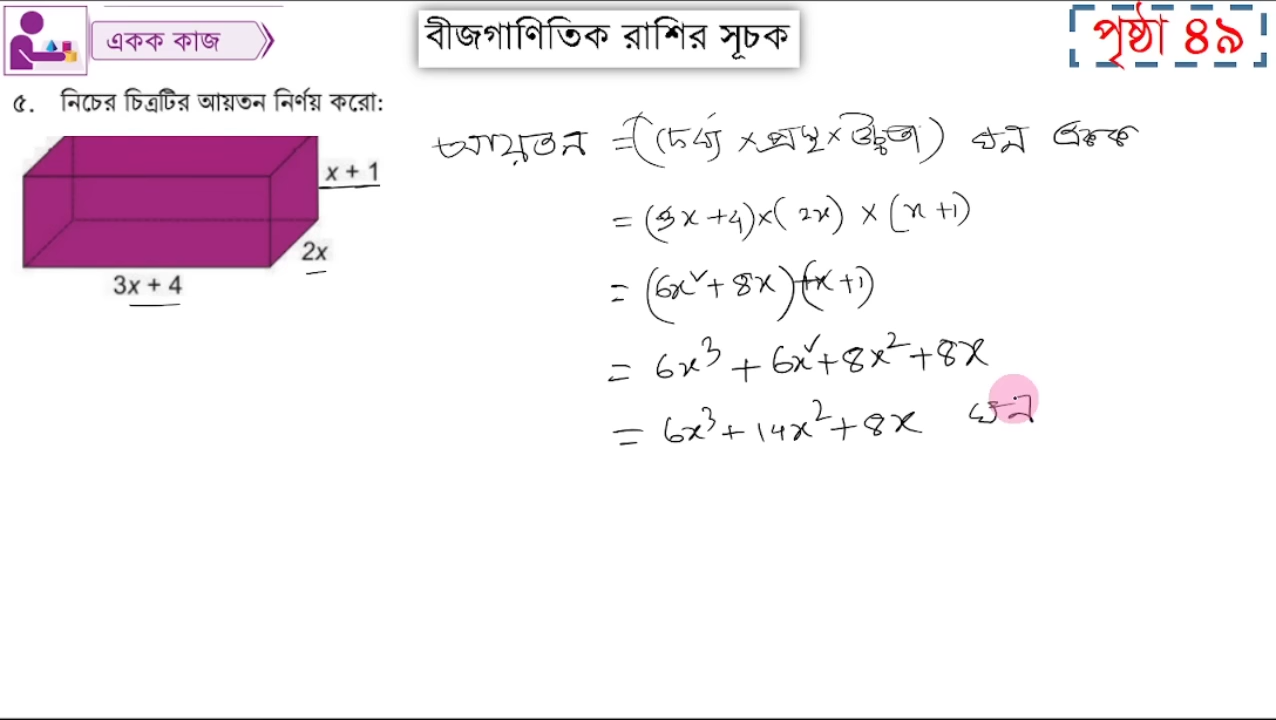 একক কাজ
বীজগাণিতিক রাশির সূচক
পৃষ্ঠা ৪৯
৫. নিচের চিত্রটির আয়তন নির্ণয় করো:
x + 1
2x
3x + 4
আয়তন = (দৈর্ঘ্য × প্রস্থ × উচ্চতা) ঘন একক
= (3x + 4) × (2x) × (x + 1)
= (6x² + 8x) (x + 1)
= 6x³ + 6x² + 8x² + 8x
= 6x³ + 14x² + 8x ঘন